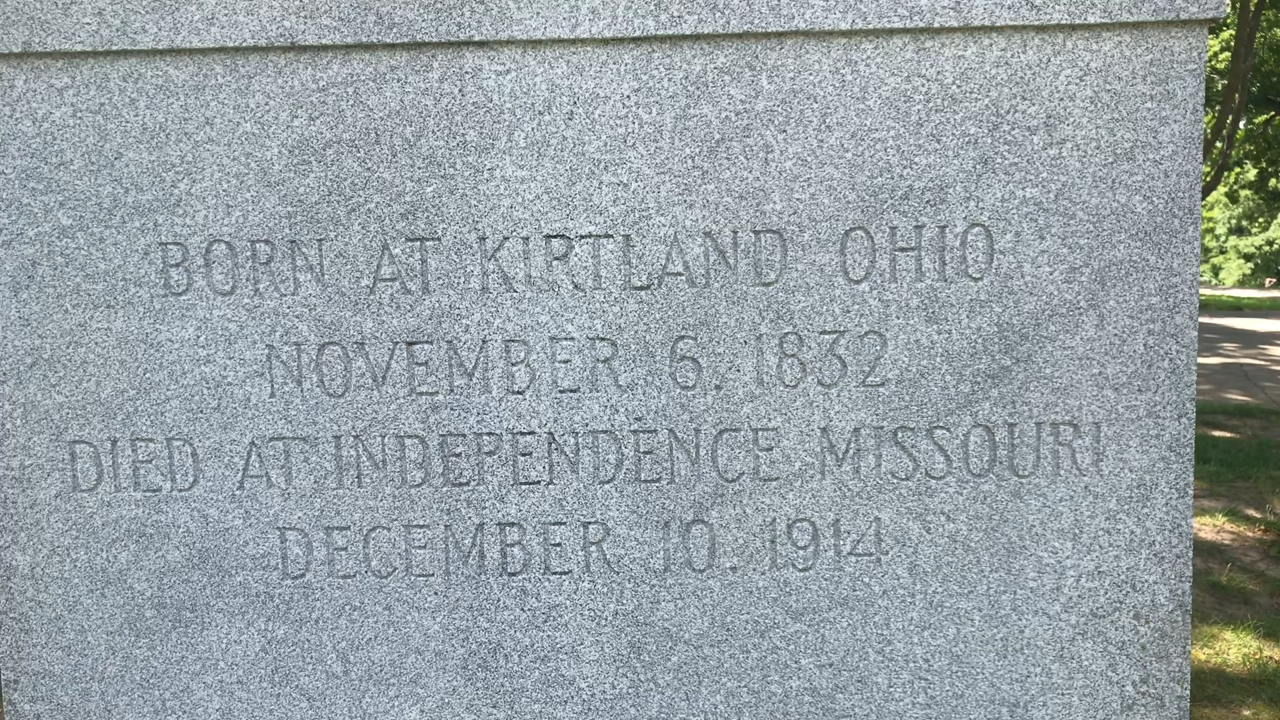 BORN AT KIRTLAND OHIO
NOVEMBER 6. 1832
DIED AT INDEPENDENCE MISSOURI
DECEMBER 10. 1914